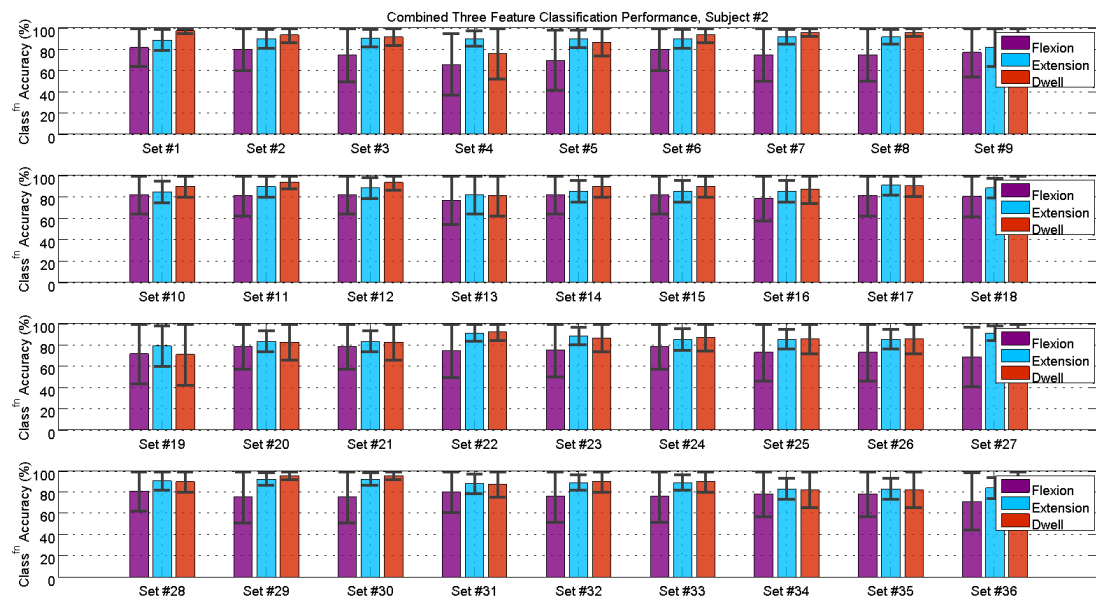 Combined Three Feature Classification Performance, Subject #2
Class^fn Accuracy (%)
100
80
60
40
20
0
Set #1 Set #2 Set #3 Set #4 Set #5 Set #6 Set #7 Set #8 Set #9
Flexion
Extension
Dwell
Class^fn Accuracy (%)
100
80
60
40
20
0
Set #10 Set #11 Set #12 Set #13 Set #14 Set #15 Set #16 Set #17 Set #18
Flexion
Extension
Dwell
Class^fn Accuracy (%)
100
80
60
40
20
0
Set #19 Set #20 Set #21 Set #22 Set #23 Set #24 Set #25 Set #26 Set #27
Flexion
Extension
Dwell
Class^fn Accuracy (%)
100
80
60
40
20
0
Set #28 Set #29 Set #30 Set #31 Set #32 Set #33 Set #34 Set #35 Set #36
Flexion
Extension
Dwell